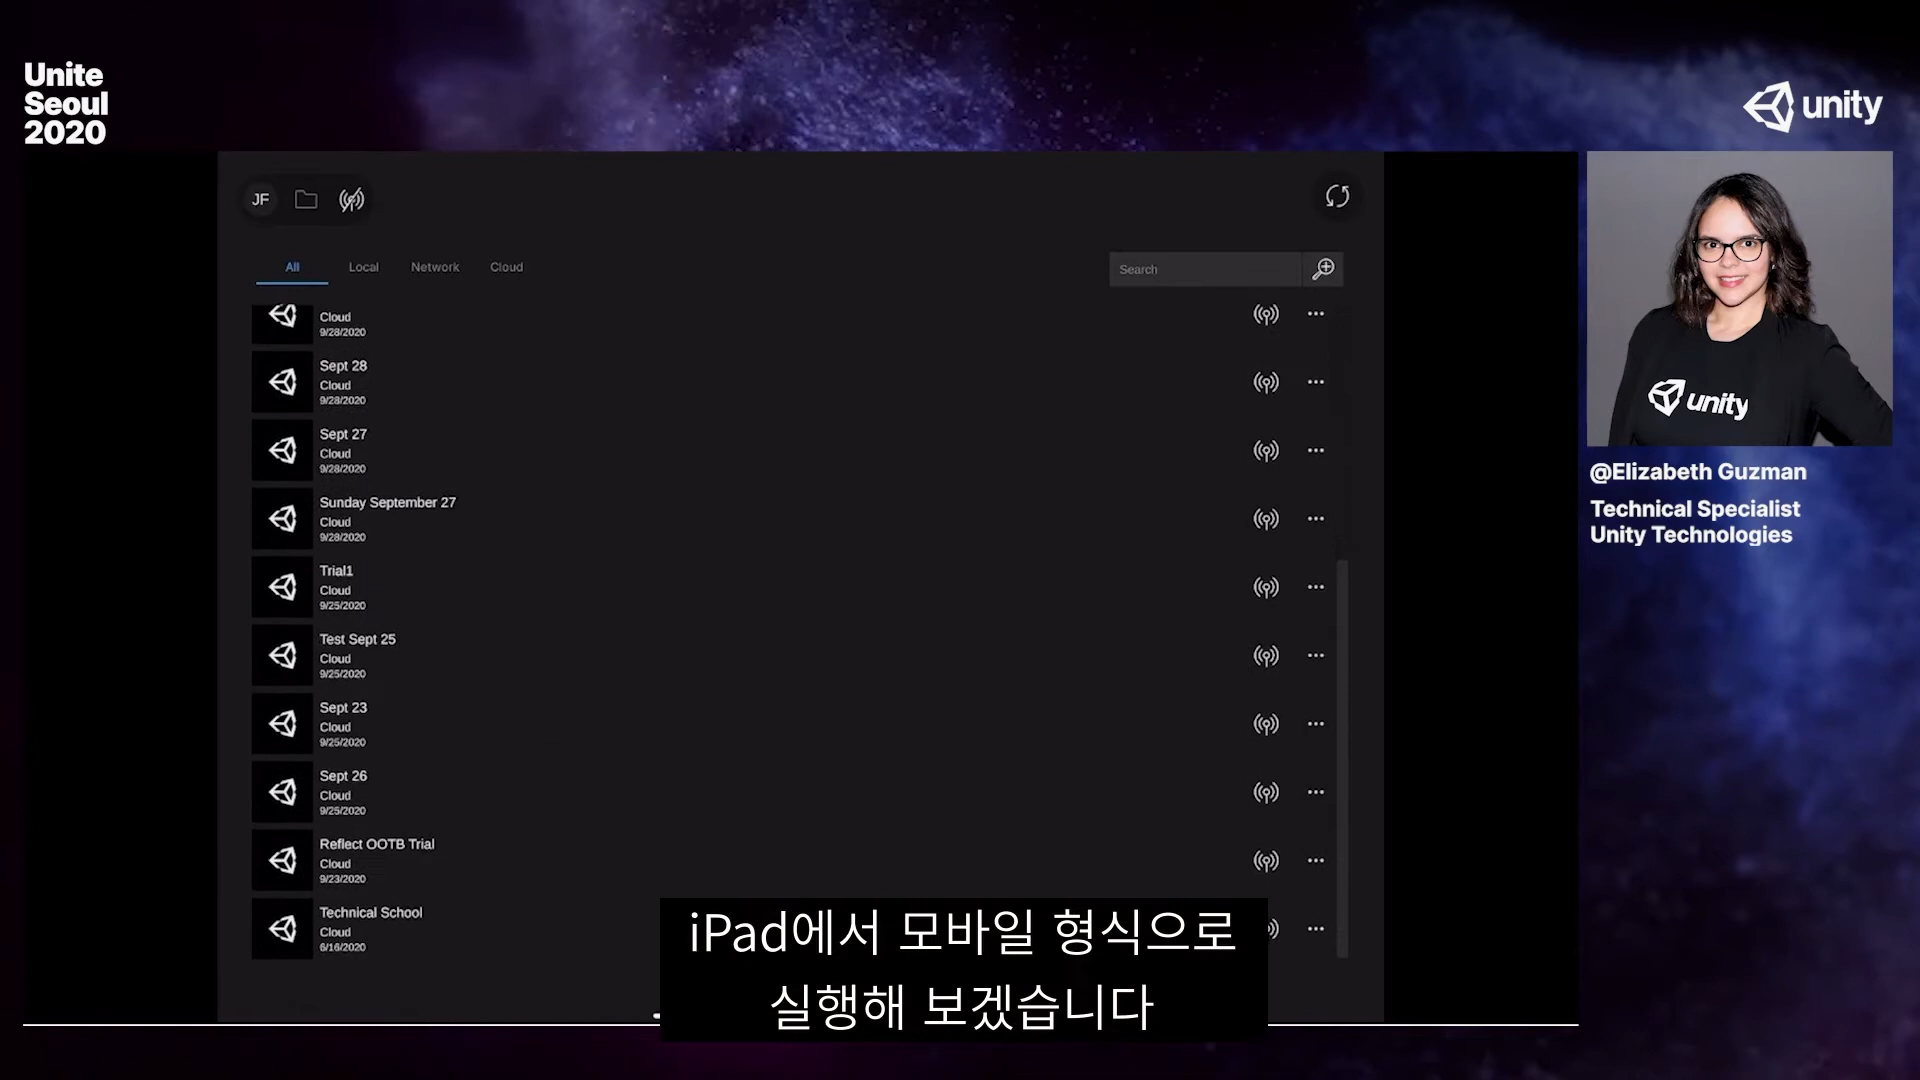 Unite
Seoul
2020
unity
JF
All
Local
Network
Cloud
Search
Cloud
9/28/2020
Sept 28
Cloud
9/28/2020
Sept 27
Cloud
9/28/2020
Sunday September 27
Cloud
9/28/2020
Trial1
Cloud
9/25/2020
Test Sept 25
Cloud
9/25/2020
Sept 23
Cloud
9/25/2020
Sept 26
Cloud
9/25/2020
Reflect OOTB Trial
Cloud
9/23/2020
Technical School
Cloud
6/16/2020
unity
@Elizabeth Guzman
Technical Specialist
Unity Technologies
iPad에서 모바일 형식으로
실행해 보겠습니다